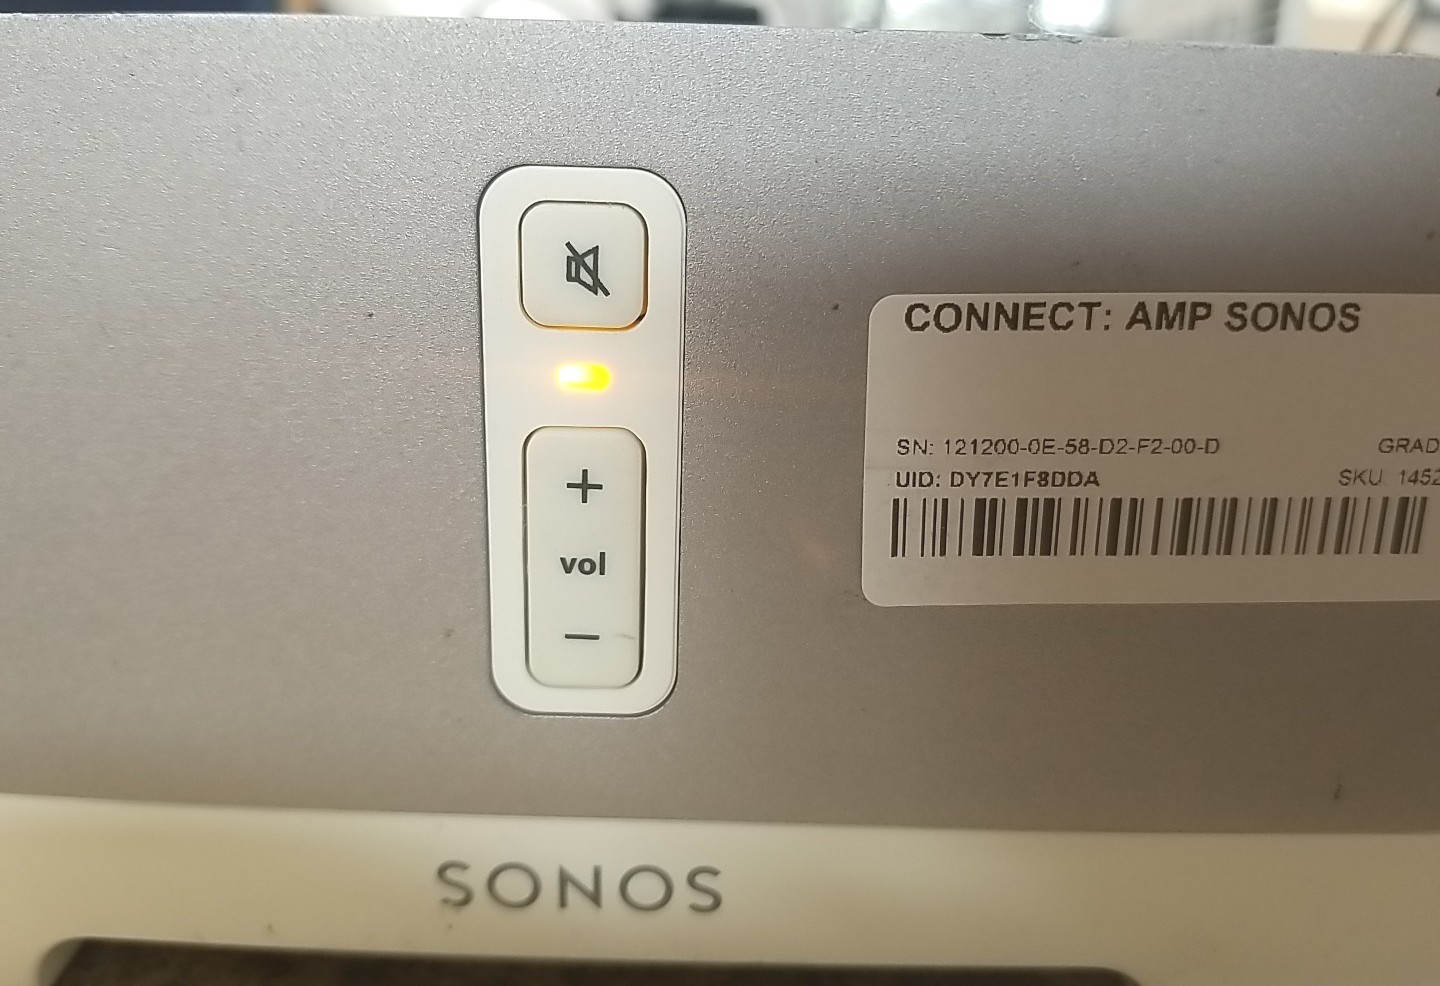 CONNECT: AMP SONOS
SN: 121200-0E-58-D2-F2-00-D
GRAD
UID: DY7E1F8DDA
SKU 1452
+
vol
−
SONOS